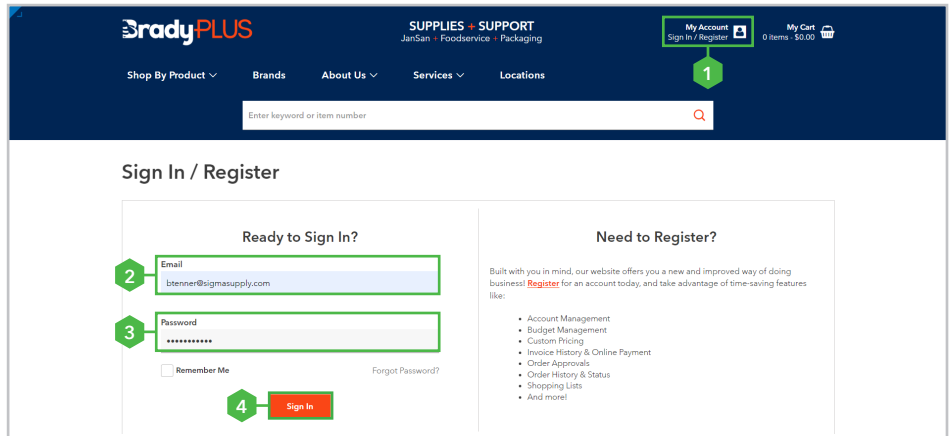 BradyPLUS
SUPPLIES + SUPPORT
JanSan + Foodservice + Packaging
My Account
Sign In / Register
My Cart
0 items - $0.00
1
Shop By Product
Brands
About Us
Services
Locations
Enter keyword or item number
Sign In / Register
Ready to Sign In?
2
Email
btenner@sigmasupply.com
3
Password
•••••••••••
Remember Me
Forgot Password?
4
Sign In
Need to Register?
Built with you in mind, our website offers you a new and improved way of doing
business! Register for an account today, and take advantage of time-saving features
like:
• Account Management
• Budget Management
• Custom Pricing
• Invoice History & Online Payment
• Order Approvals
• Order History & Status
• Shopping Lists
• And more!